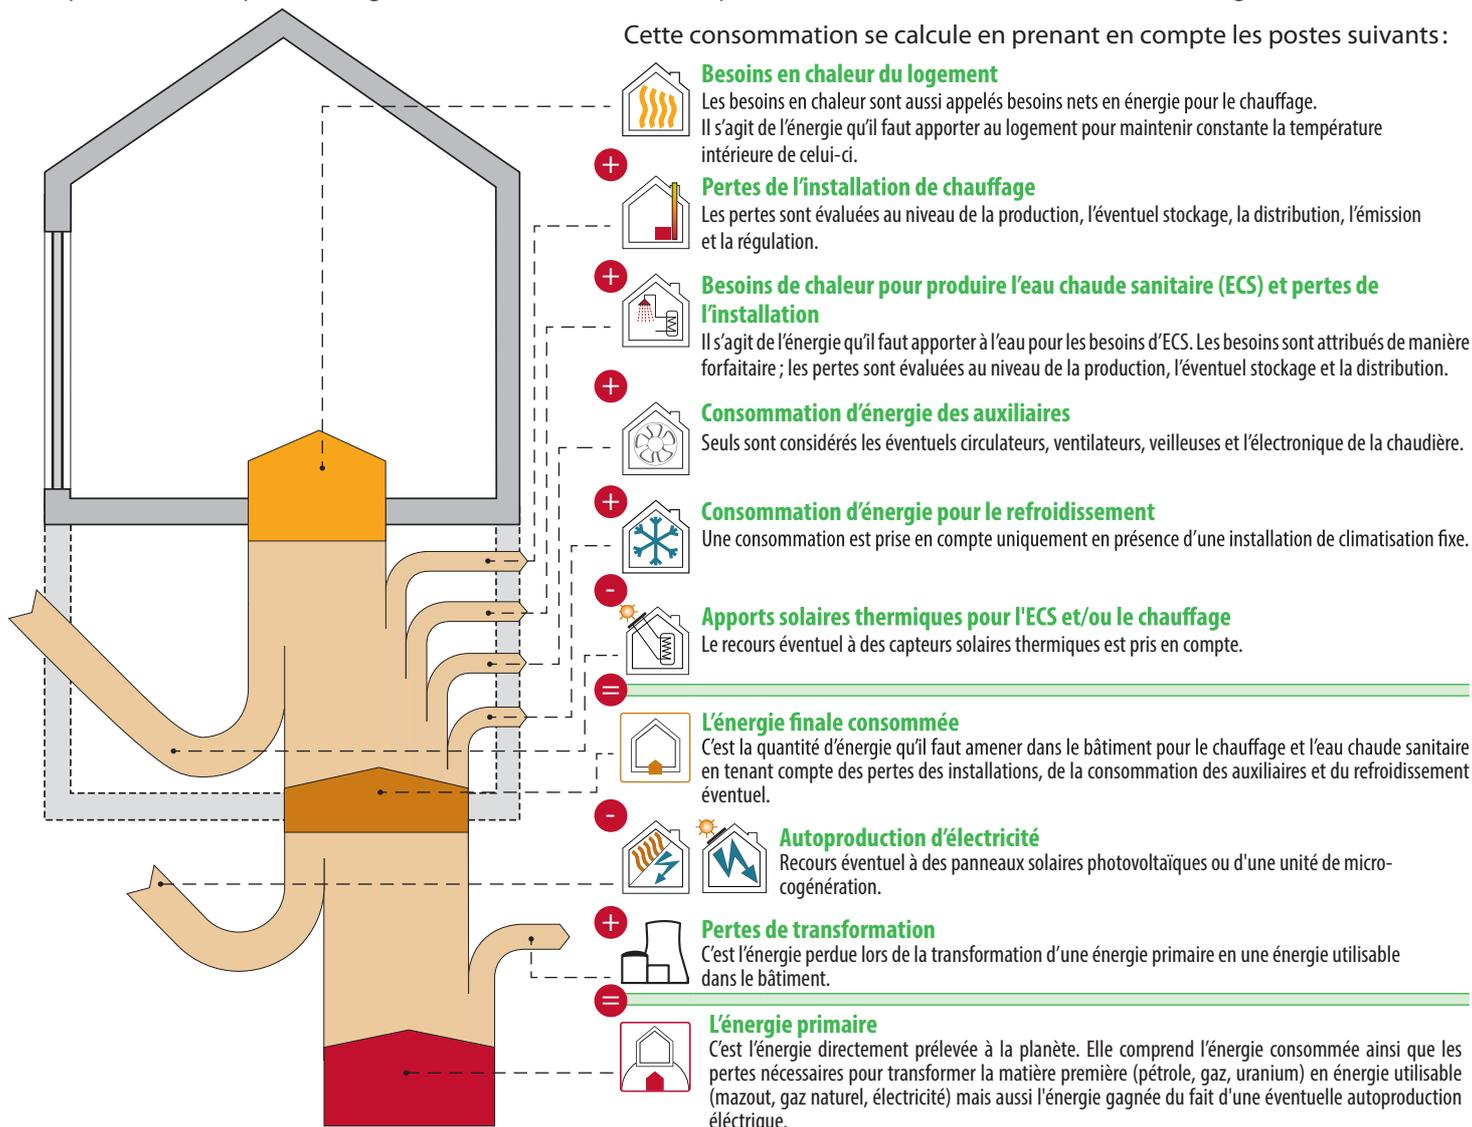 Cette consommation se calcule en prenant en compte les postes suivants :
Besoins en chaleur du logement
Les besoins en chaleur sont aussi appelés besoins nets en énergie pour le chauffage.
Il s’agit de l’énergie qu’il faut apporter au logement pour maintenir constante la température
intérieure de celui-ci.
+
Pertes de l’installation de chauffage
Les pertes sont évaluées au niveau de la production, l’éventuel stockage, la distribution, l’émission
et la régulation.
+
Besoins de chaleur pour produire l’eau chaude sanitaire (ECS) et pertes de
l’installation
Il s’agit de l’énergie qu’il faut apporter à l’eau pour les besoins d’ECS. Les besoins sont attribués de manière
forfaitaire ; les pertes sont évaluées au niveau de la production, l’éventuel stockage et la distribution.
+
Consommation d’énergie des auxiliaires
Seuls sont considérés les éventuels circulateurs, ventilateurs, veilleuses et l’électronique de la chaudière.
+
Consommation d’énergie pour le refroidissement
Une consommation est prise en compte uniquement en présence d’une installation de climatisation fixe.
-
Apports solaires thermiques pour l'ECS et/ou le chauffage
Le recours éventuel à des capteurs solaires thermiques est pris en compte.
=
L’énergie finale consommée
C’est la quantité d’énergie qu’il faut amener dans le bâtiment pour le chauffage et l’eau chaude sanitaire
en tenant compte des pertes des installations, de la consommation des auxiliaires et du refroidissement
éventuel.
-
Autoproduction d’électricité
Recours éventuel à des panneaux solaires photovoltaïques ou d'une unité de micro-
cogénération.
+
Pertes de transformation
C’est l’énergie perdue lors de la transformation d’une énergie primaire en une énergie utilisable
dans le bâtiment.
=
L’énergie primaire
C’est l’énergie directement prélevée à la planète. Elle comprend l’énergie consommée ainsi que les
pertes nécessaires pour transformer la matière première (pétrole, gaz, uranium) en énergie utilisable
(mazout, gaz naturel, électricité) mais aussi l'énergie gagnée du fait d'une éventuelle autoproduction
éléctrique.